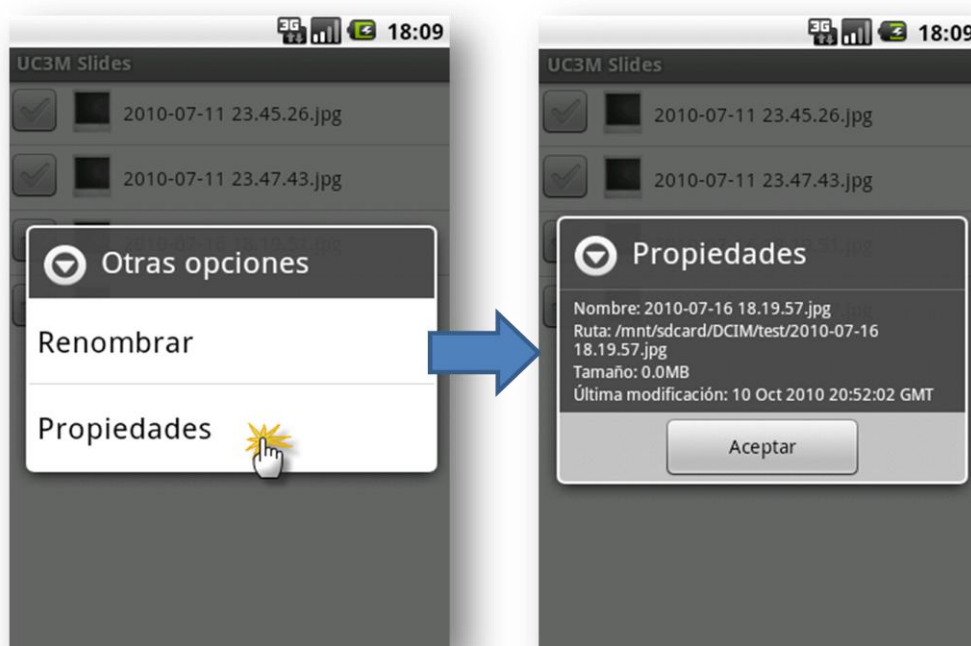 3G 18:09
UC3M Slides
2010-07-11 23.45.26.jpg
2010-07-11 23.47.43.jpg
Otras opciones
Renombrar
Propiedades
3G 18:09
UC3M Slides
2010-07-11 23.45.26.jpg
2010-07-11 23.47.43.jpg
Propiedades
Nombre: 2010-07-16 18.19.57.jpg
Ruta: /mnt/sdcard/DCIM/test/2010-07-16
18.19.57.jpg
Tamaño: 0.0MB
Última modificación: 10 Oct 2010 20:52:02 GMT
Aceptar